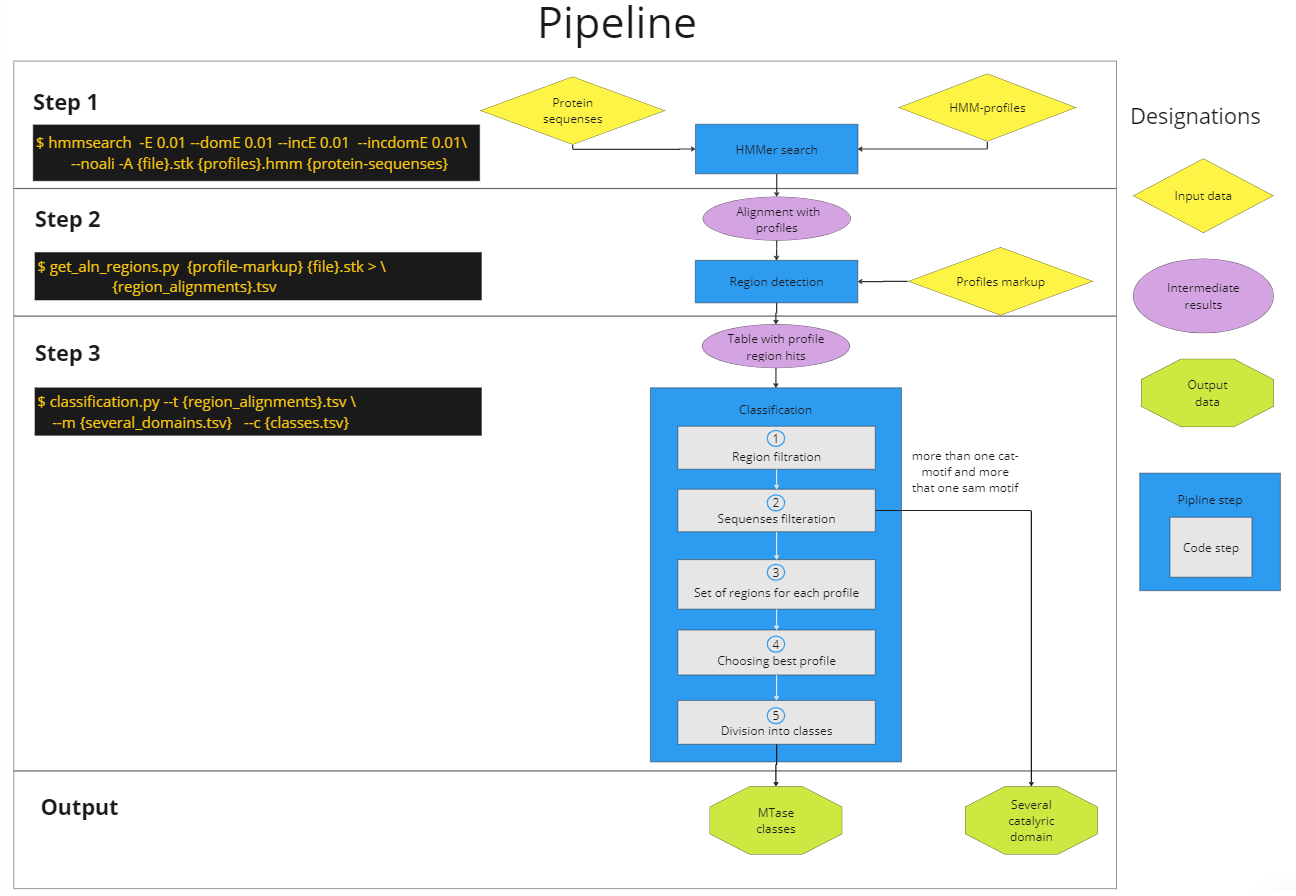 Pipeline
Step 1
$ hmmsearch -E 0.01 --domE 0.01 --incE 0.01 --incdomE 0.01\
--noali -A {file}.stk {profiles}.hmm {protein-sequenses}
Protein
sequences
HMM-profiles
HMMer search
Step 2
$ get_aln_regions.py {profile-markup} {file}.stk > \
{region_alignments}.tsv
Alignment with
profiles
Region detection
Profiles markup
Step 3
$ classification.py --t {region_alignments}.tsv \
--m {several_domains.tsv} --c {classes.tsv}
Table with profile
region hits
Classification
1
Region filtration
2
Sequenses filteration
3
Set of regions for each profile
4
Choosing best profile
5
Division into classes
more than one cat-
motif and more
that one sam motif
Output
MTase
classes
Several
catalyric
domain
Designations
Input data
Intermediate
results
Output
data
Pipline step
Code step